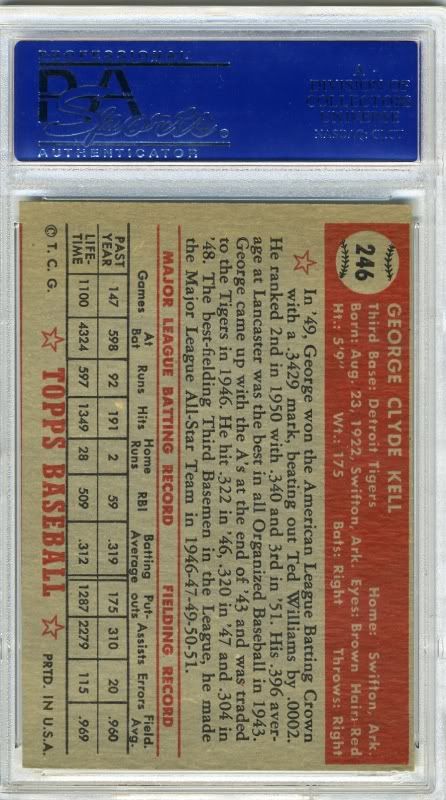 PROFESSIONAL
PSA
Sports
AUTHENTICATOR
A
DIVISION OF
COLLECTORS
UNIVERSE
NASDAQ: CLCT
246
GEORGE CLYDE KELL
Third Base: Detroit Tigers Home: Swifton, Ark.
Born: Aug. 23, 1922, Swifton, Ark. Eyes: Brown Hair: Red
Ht.: 5'9" Wt.: 175 Bats: Right Throws: Right
In '49, George won the American League Batting Crown
with a .3429 mark, beating out Ted Williams by .0002.
He ranked 2nd in 1950 with .340 and 3rd in '51. His .396 aver-
age at Lancaster was the best in all Organized Baseball in 1943.
George came up with the A's at the end of '43 and was traded
to the Tigers in 1946. He hit .322 in '46, .320 in '47 and .304 in
'48. The best-fielding Third Basemen in the League, he made
the Major League All-Star Team in 1946-47-49-50-51.
MAJOR LEAGUE BATTING RECORD FIELDING RECORD
Games At Bat Runs Hits Home Runs RBI Batting Average Put-outs Assists Errors Field. Avg.
PAST YEAR 147 598 92 191 2 59 .319 175 310 20 .960
LIFE-TIME 1100 4324 597 1349 28 509 .312 1287 2279 115 .969
© T. C. G. TOPPS BASEBALL PRTD. IN U.S.A.